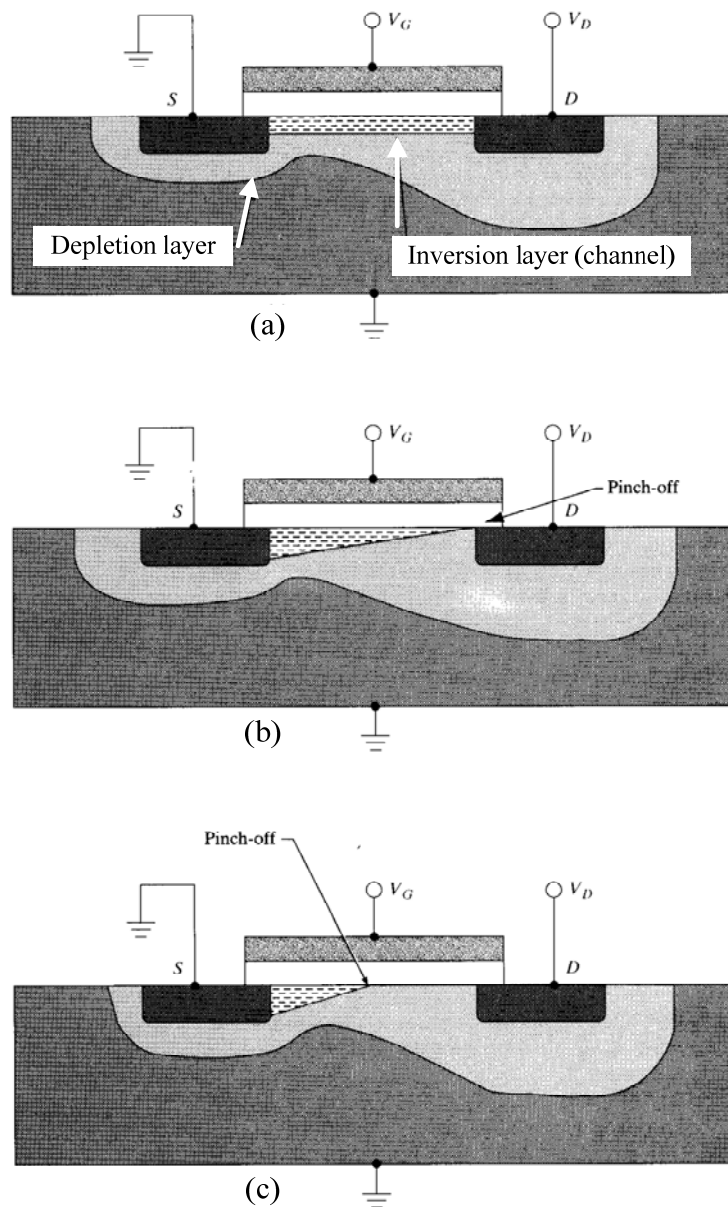 V_G
V_D
S
D
Depletion layer
Inversion layer (channel)
(a)
V_G
V_D
Pinch-off
S
D
(b)
Pinch-off
V_G
V_D
S
D
(c)